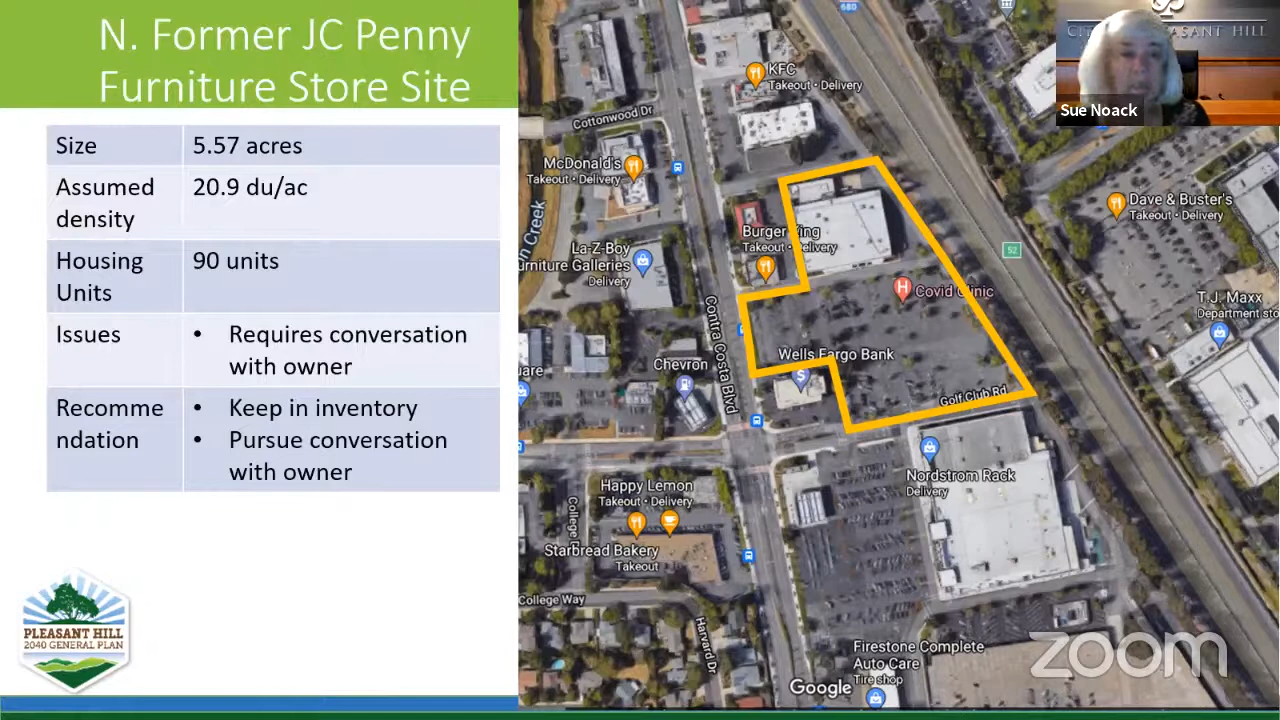 N. Former JC Penny
Furniture Store Site
Size
5.57 acres
Assumed
density
20.9 du/ac
Housing
Units
90 units
Issues
• Requires conversation
with owner
Recomme
ndation
• Keep in inventory
• Pursue conversation
with owner
PLEASANT HILL
2040 GENERAL PLAN
680
KFC
Takeout • Delivery
Cottonwood Dr
McDonald's
Takeout • Delivery
Burger King
Takeout • Delivery
La-Z-Boy
Furniture Galleries
Delivery
Covid Clinic
52
Dave & Buster's
Takeout • Delivery
T.J. Maxx
Department sto
Contra Costa Blvd
Chevron
Wells Fargo Bank
Golf Club Rd
Nordstrom Rack
Delivery
Happy Lemon
Takeout • Delivery
Starbread Bakery
Takeout
College Way
Harvard Dr
Firestone Complete
Auto Care
Tire shop
Google
zoom
Sue Noack